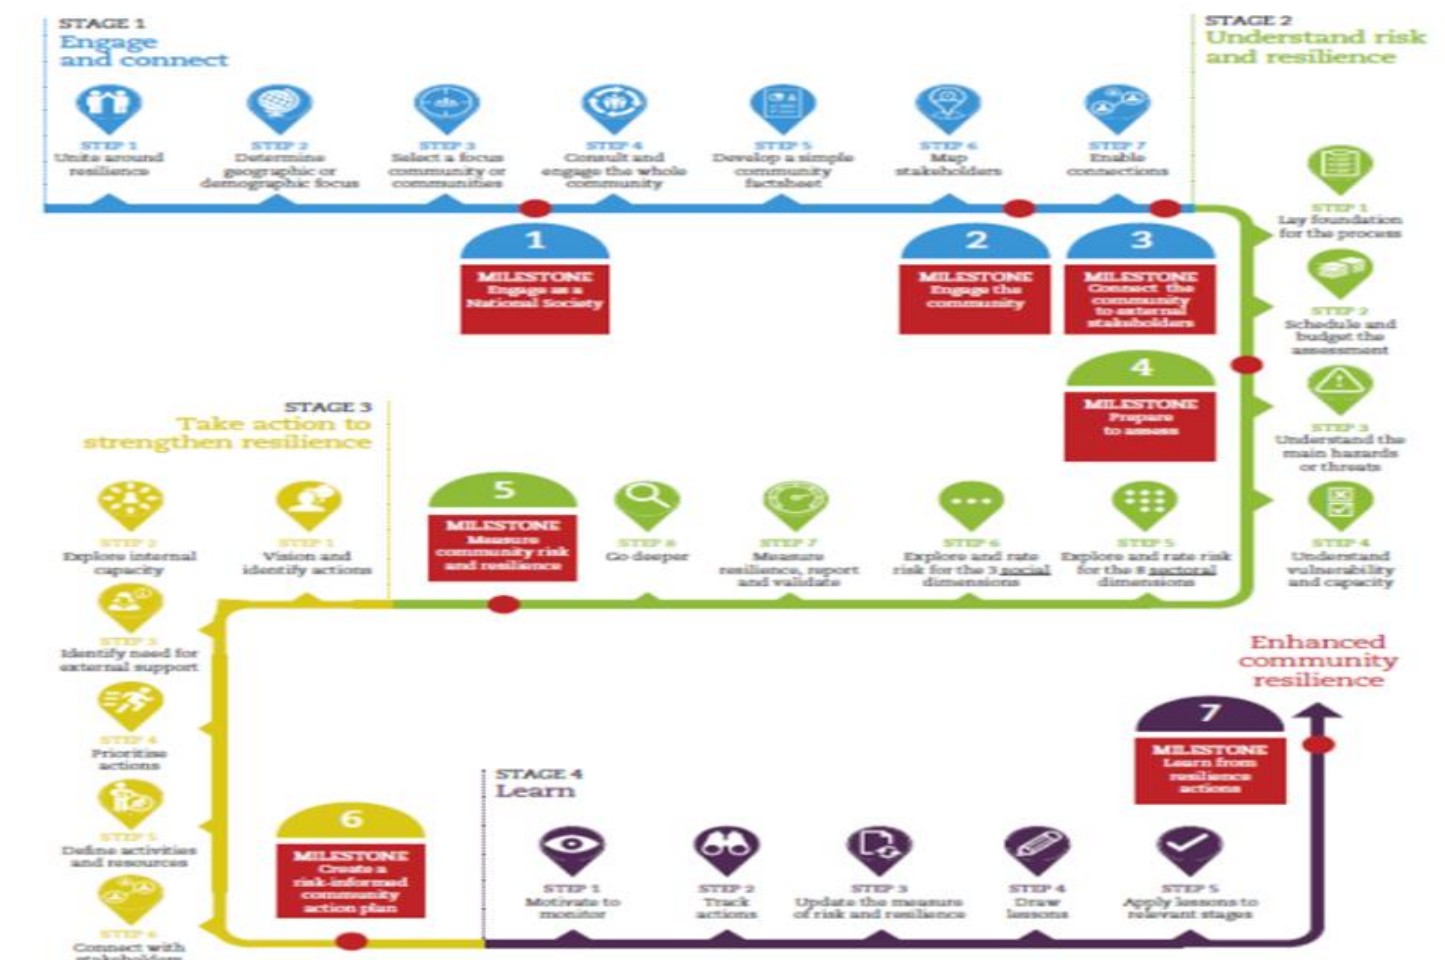 STAGE 1
Engage
and connect
STEP 1
Unite around
resilience
STEP 2
Determine
geographic or
demographic focus
STEP 3
Select a focus
community or
communities
STEP 4
Consult and
engage the whole
community
STEP 5
Develop a simple
community
factsheet
STEP 6
Map
stakeholders
STEP 7
Enable
connections
1
MILESTONE
Engage as a
National Society
2
MILESTONE
Engage the
community
3
MILESTONE
Connect the
community
to external
stakeholders
STAGE 2
Understand risk
and resilience
STEP 1
Lay foundation
for the process
STEP 2
Schedule and
budget the
assessment
4
MILESTONE
Prepare
to assess
STEP 3
Understand the
main hazards
or threats
STEP 4
Understand
vulnerability
and capacity
STEP 5
Explore and rate risk
for the 8 sectoral
dimensions
STEP 6
Explore and rate
risk for the 3 social
dimensions
STEP 7
Measure
resilience, report
and validate
STEP 8
Go deeper
5
MILESTONE
Measure
community risk
and resilience
STAGE 3
Take action to
strengthen resilience
STEP 1
Vision and
identify actions
STEP 2
Explore internal
capacity
STEP 3
Identify need for
external support
STEP 4
Prioritise
actions
STEP 5
Define activities
and resources
STEP 6
Connect with
stakeholders
6
MILESTONE
Create a
risk-informed
community
action plan
STAGE 4
Learn
STEP 1
Motivate to
monitor
STEP 2
Track
actions
STEP 3
Update the measure
of risk and resilience
STEP 4
Draw
lessons
STEP 5
Apply lessons to
relevant stages
7
MILESTONE
Learn from
resilience
actions
Enhanced
community
resilience